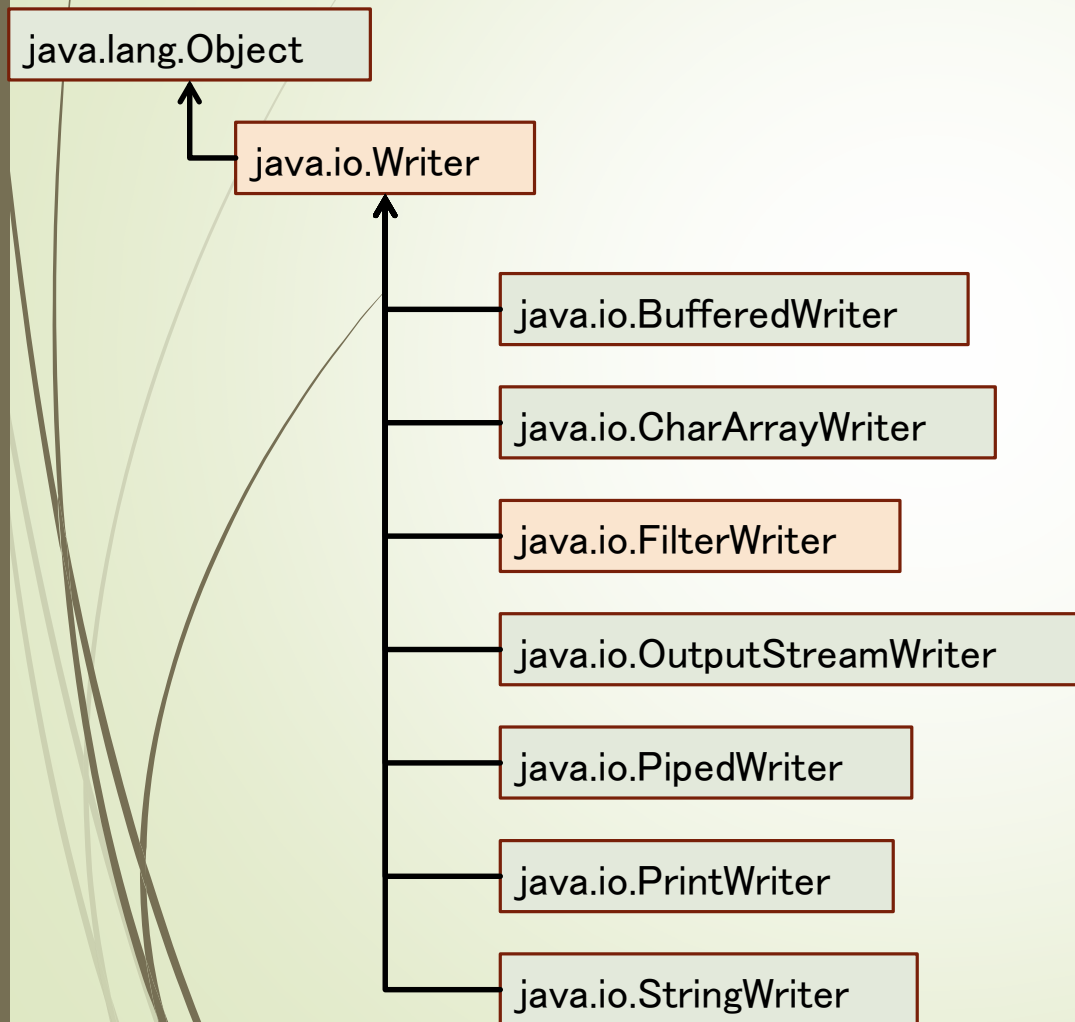 java.lang.Object
java.io.Writer
java.io.BufferedWriter
java.io.CharArrayWriter
java.io.FilterWriter
java.io.OutputStreamWriter
java.io.PipedWriter
java.io.PrintWriter
java.io.StringWriter